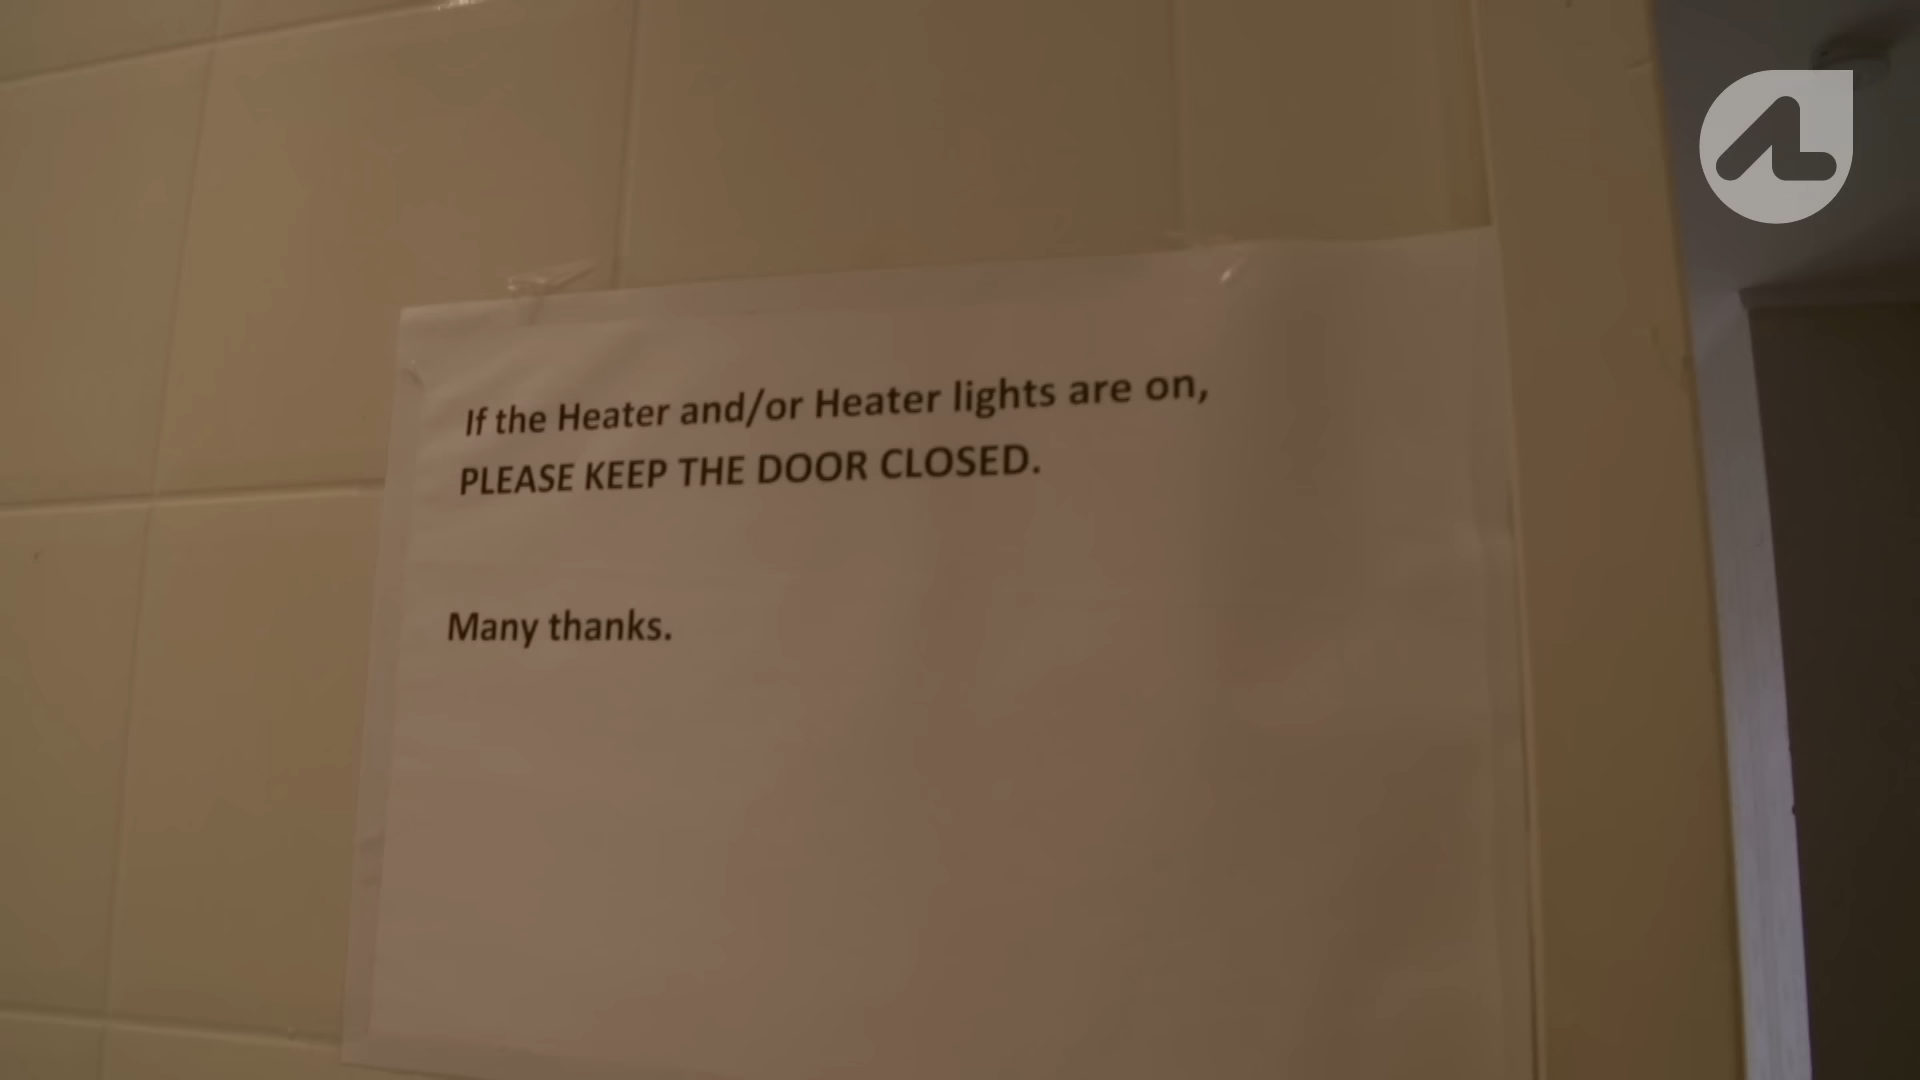 If the Heater and/or Heater lights are on,
PLEASE KEEP THE DOOR CLOSED.
Many thanks.